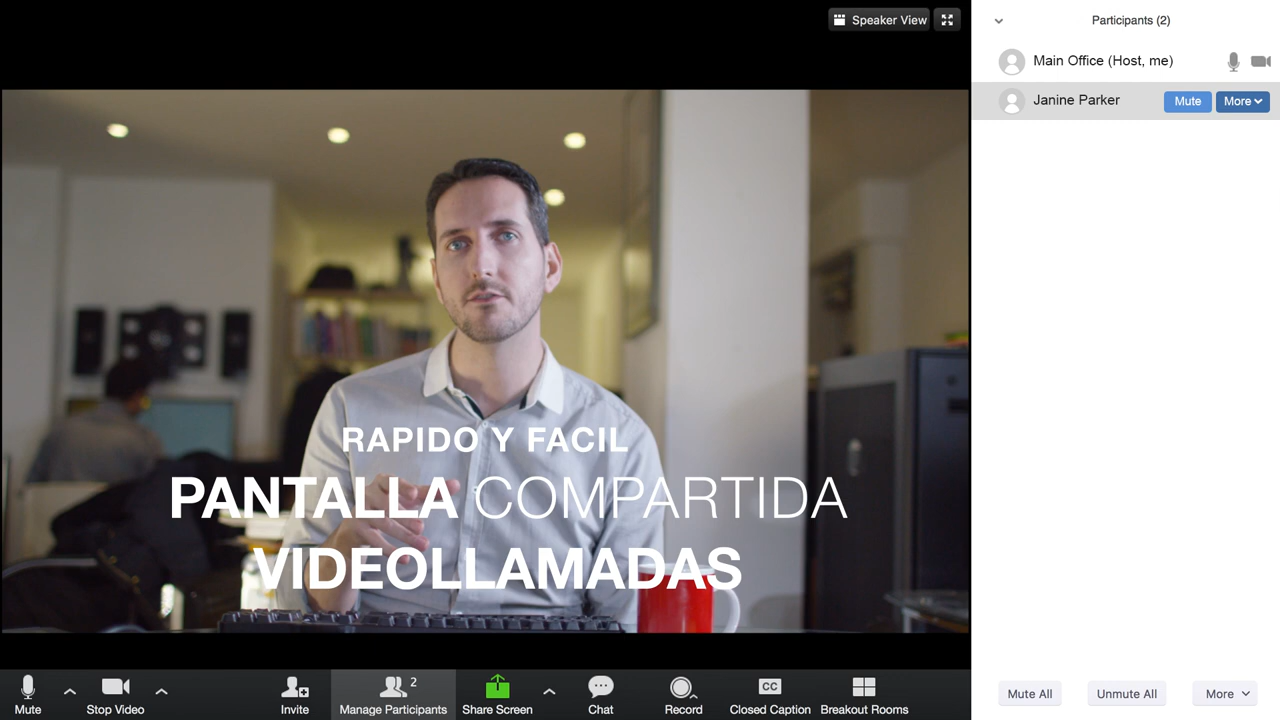 Speaker View
Participants (2)
Main Office (Host, me)
Janine Parker
Mute
More
RAPIDO Y FACIL
PANTALLA COMPARTIDA
VIDEOLLAMADAS
Mute
Stop Video
Invite
2
Manage Participants
Share Screen
Chat
Record
CC
Closed Caption
Breakout Rooms
Mute All
Unmute All
More